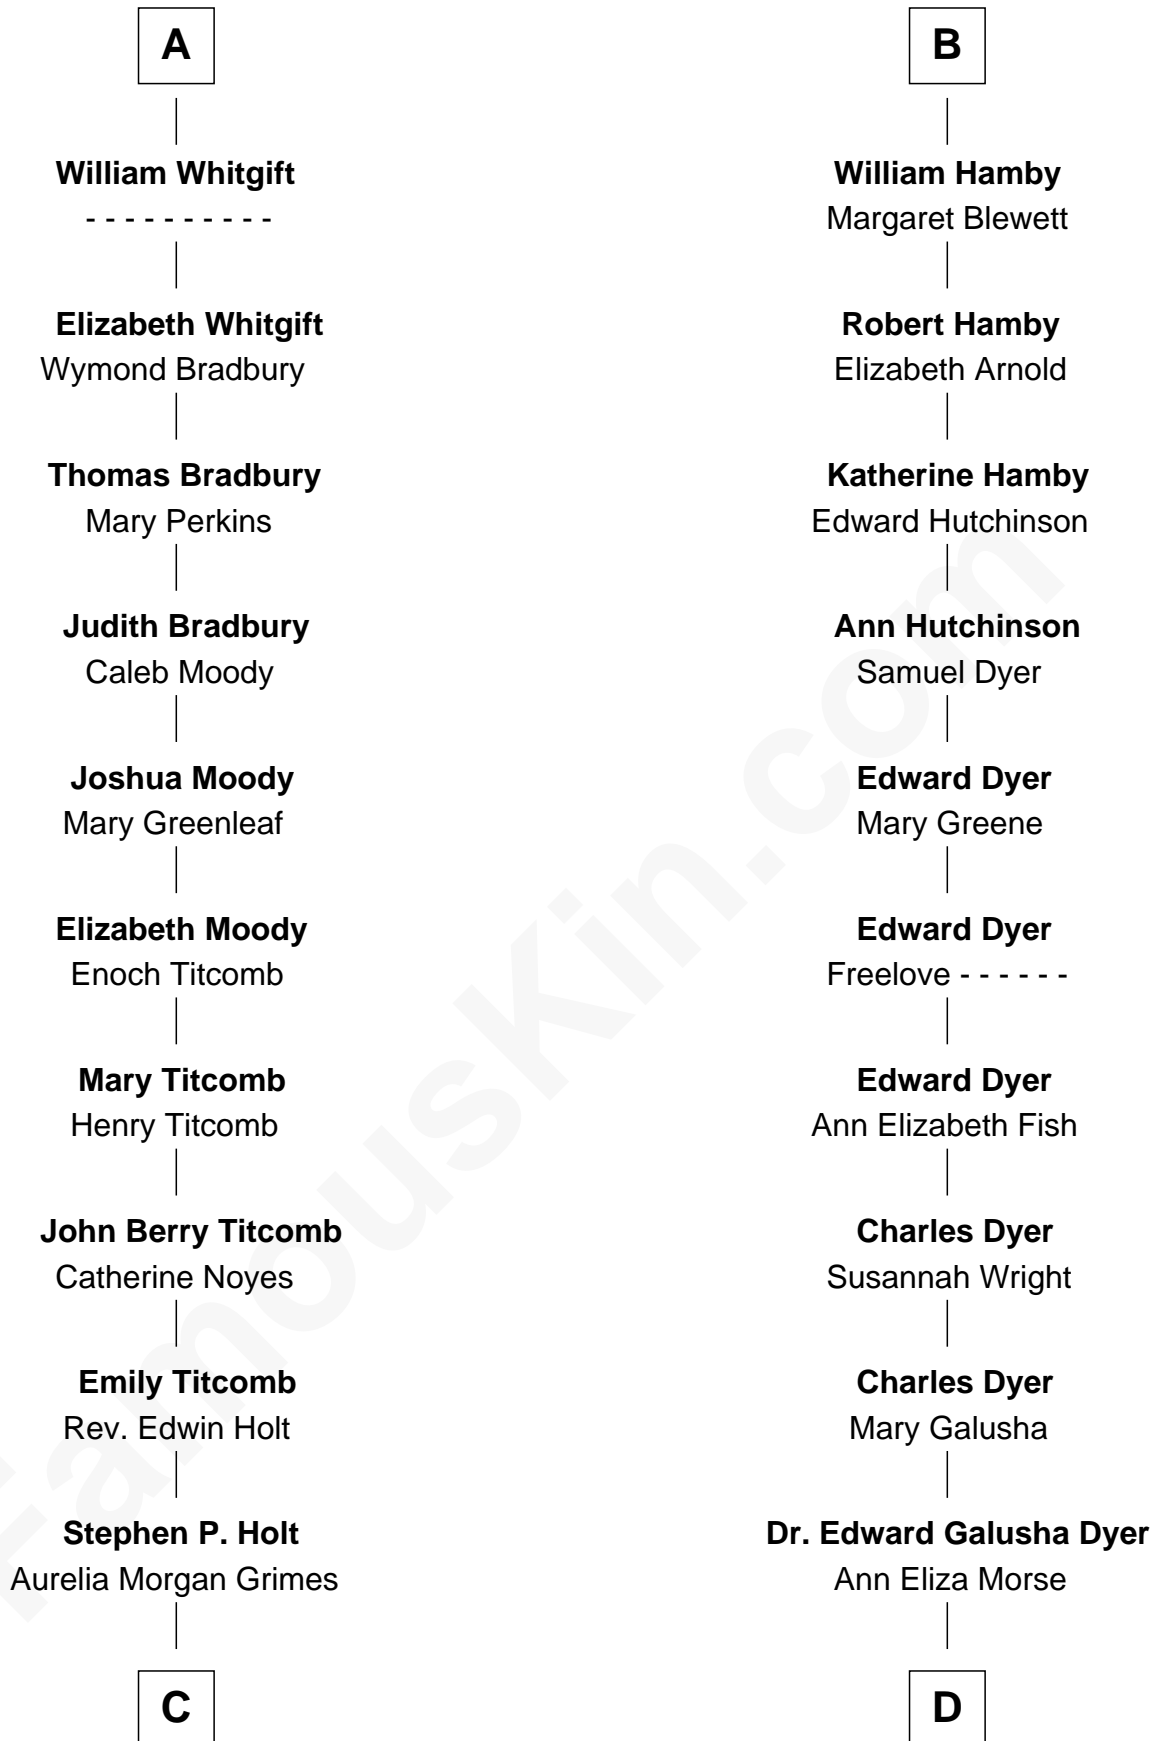 A
William Whitgift
- - - - - - - - - -
Elizabeth Whitgift
Wymond Bradbury
Thomas Bradbury
Mary Perkins
Judith Bradbury
Caleb Moody
Joshua Moody
Mary Greenleaf
Elizabeth Moody
Enoch Titcomb
Mary Titcomb
Henry Titcomb
John Berry Titcomb
Catherine Noyes
Emily Titcomb
Rev. Edwin Holt
Stephen P. Holt
Aurelia Morgan Grimes
C
B
William Hamby
Margaret Blewett
Robert Hamby
Elizabeth Arnold
Katherine Hamby
Edward Hutchinson
Ann Hutchinson
Samuel Dyer
Edward Dyer
Mary Greene
Edward Dyer
Freelove - - - - - -
Edward Dyer
Ann Elizabeth Fish
Charles Dyer
Susannah Wright
Charles Dyer
Mary Galusha
Dr. Edward Galusha Dyer
Ann Eliza Morse
D
FamousKin.com